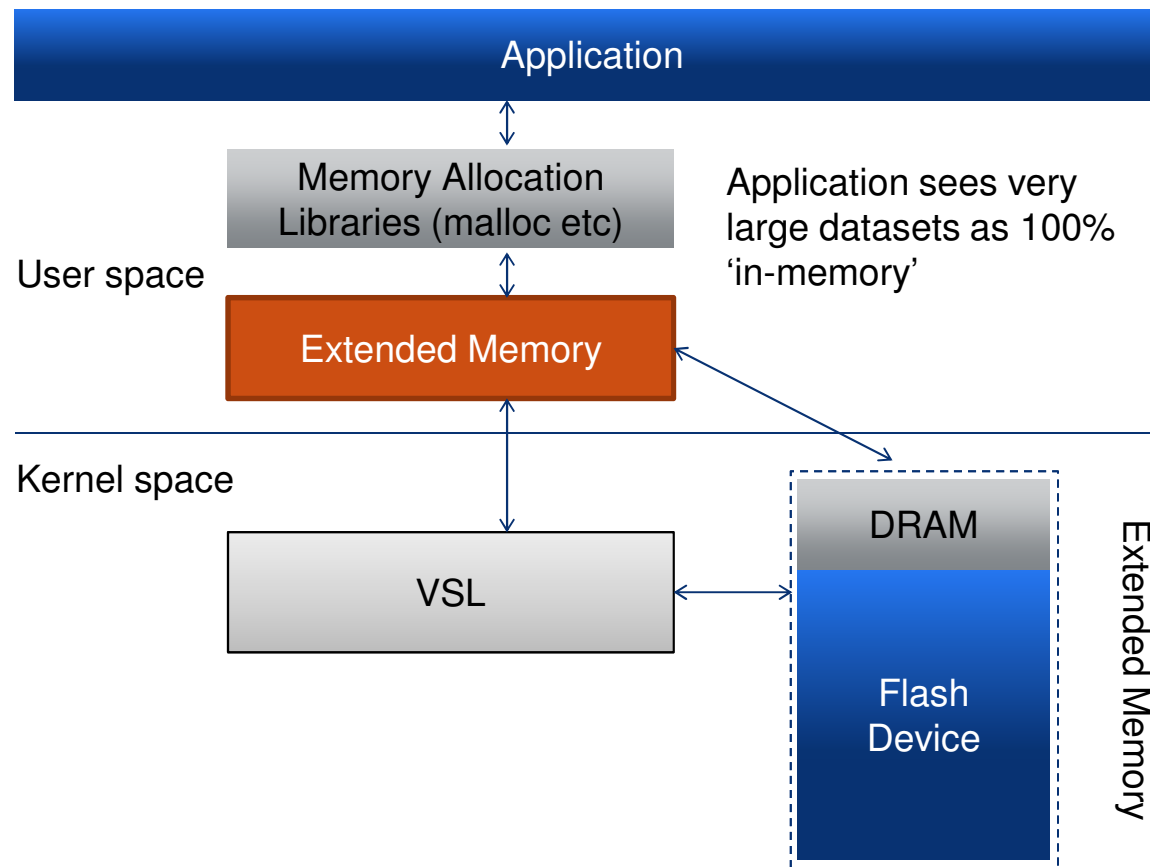 Application
Memory Allocation
Libraries (malloc etc)
Application sees very
large datasets as 100%
‘in-memory’
User space
Extended Memory
Kernel space
VSL
DRAM
Flash
Device
Extended Memory